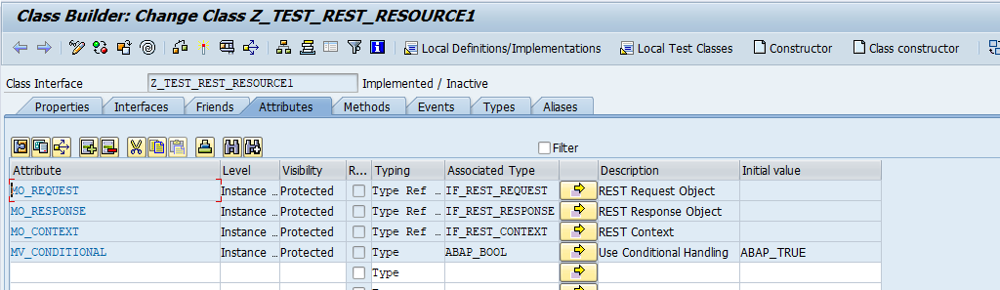 Class Builder: Change Class Z_TEST_REST_RESOURCE1
Local Definitions/Implementations Local Test Classes Constructor Class constructor
Class Interface Z_TEST_REST_RESOURCE1 Implemented / Inactive
Properties Interfaces Friends Attributes Methods Events Types Aliases
Filter
Attribute Level Visibility R... Typing Associated Type Description Initial value
MO_REQUEST Instance … Protected Type Ref … IF_REST_REQUEST REST Request Object
MO_RESPONSE Instance … Protected Type Ref … IF_REST_RESPONSE REST Response Object
MO_CONTEXT Instance … Protected Type Ref … IF_REST_CONTEXT REST Context
MV_CONDITIONAL Instance … Protected Type ABAP_BOOL Use Conditional Handling ABAP_TRUE
Type